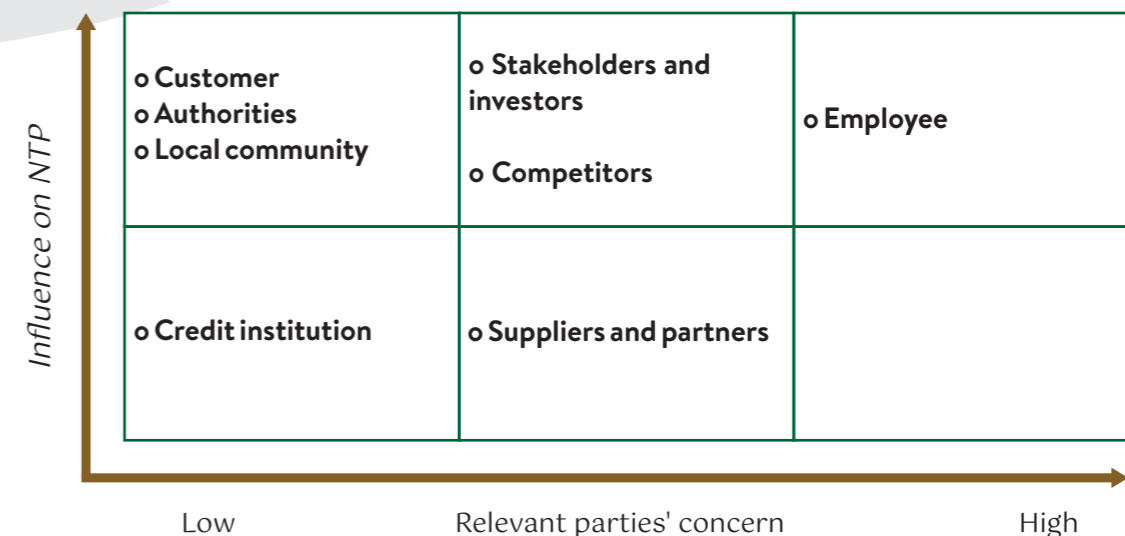 Influence on NTP
o Customer
o Authorities
o Local community
o Stakeholders and
investors
o Competitors
o Employee
o Credit institution
o Suppliers and partners
Low
Relevant parties' concern
High